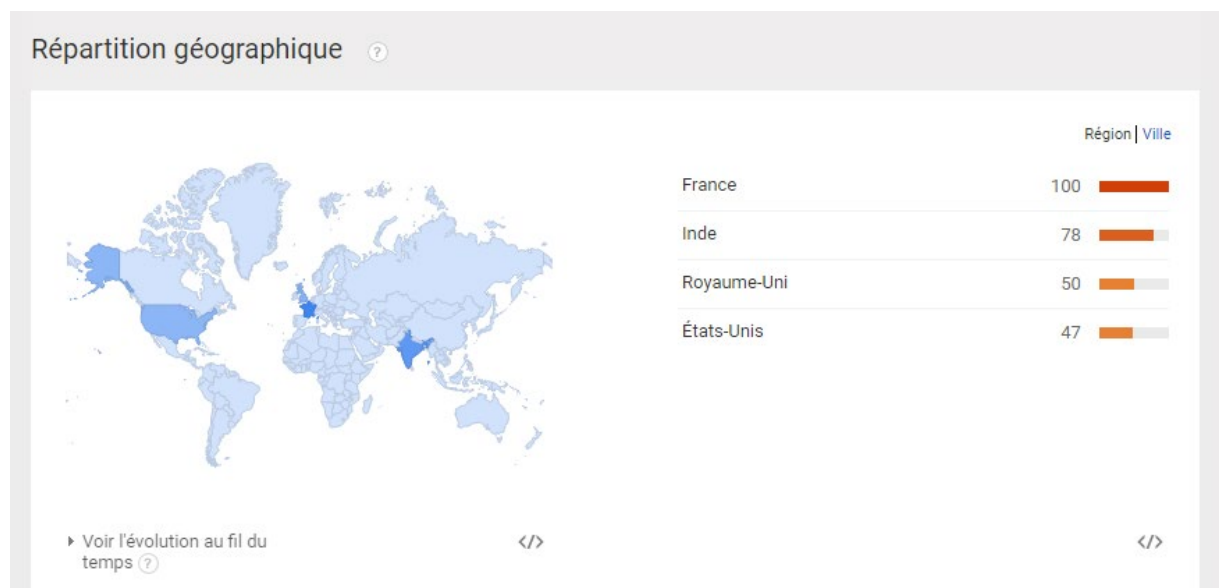 Répartition géographique ?
Région | Ville
France 100
Inde 78
Royaume-Uni 50
États-Unis 47
Voir l'évolution au fil du
temps ?
</>
</>